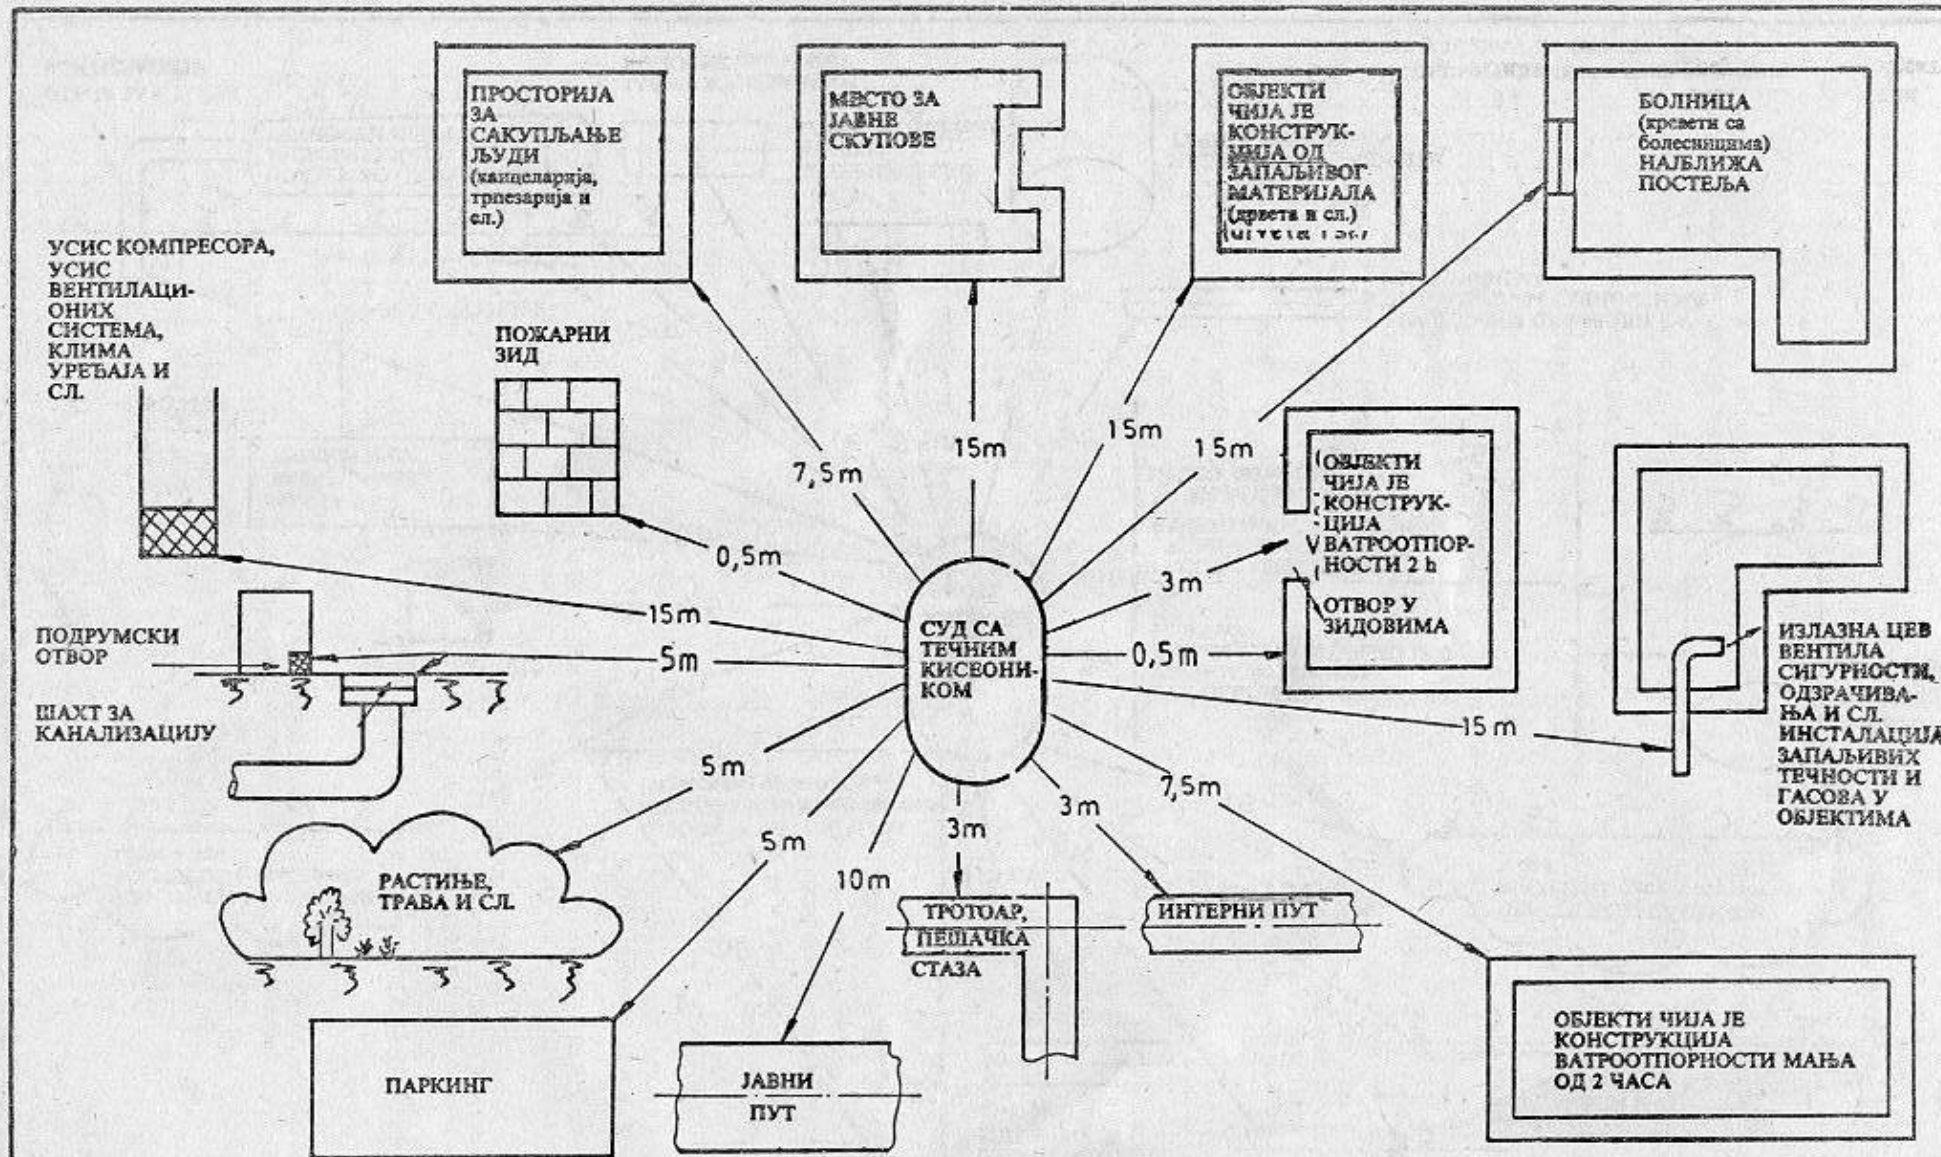 ПРОСТОРИЈА
ЗА
САКУПЉАЊЕ
ЉУДИ
(канцеларија,
трпезарија и
сл.)
МЕСТО ЗА
ЈАВНЕ
СКУПОВЕ
ОБЈЕКТИ
ЧИЈА ЈЕ
КОНСТРУК-
ЦИЈА ОД
ЗАПАЉИВОГ
МАТЕРИЈАЛА
(дрвета и сл.)
БОЛНИЦА
(кревети са
болесницима)
НАЈБЛИЖА
ПОСТЕЉА
УСИС КОМПРЕСОРА,
УСИС
ВЕНТИЛАЦИ-
ОНИХ
СИСТЕМА,
КЛИМА
УРЕЂАЈА И
СЛ.
ПОЖАРНИ
ЗИД
7,5m
15m
15m
15m
ОБЈЕКТИ
ЧИЈА ЈЕ
КОНСТРУК-
ЦИЈА
ВАТРООТПОР-
НОСТИ 2 h
ОТВОР У
ЗИДОВИМА
0,5m
3m
15m
5m
0,5m
15m
СУД СА
ТЕЧНИМ
КИСЕОНИ-
КОМ
ПОДРУМСКИ
ОТВОР
ШАХТ ЗА
КАНАЛИЗАЦИЈУ
ИЗЛАЗНА ЦЕВ
ВЕНТИЛА
СИГУРНОСТИ,
ОДЗРАЧИВА-
ЊА И СЛ.
ИНСТАЛАЦИЈА
ЗАПАЉИВИХ
ТЕЧНОСТИ И
ГАСОВА У
ОБЈЕКТИМА
5m
5m
10m
3m
3m
7,5m
РАСТИЊЕ,
ТРАВА И СЛ.
ТРОТОАР,
ПЕШАЧКА
СТАЗА
ИНТЕРНИ ПУТ
ПАРКИНГ
ЈАВНИ
ПУТ
ОБЈЕКТИ ЧИЈА ЈЕ
КОНСТРУКЦИЈА
ВАТРООТПОРНОСТИ МАЊА
ОД 2 ЧАСА